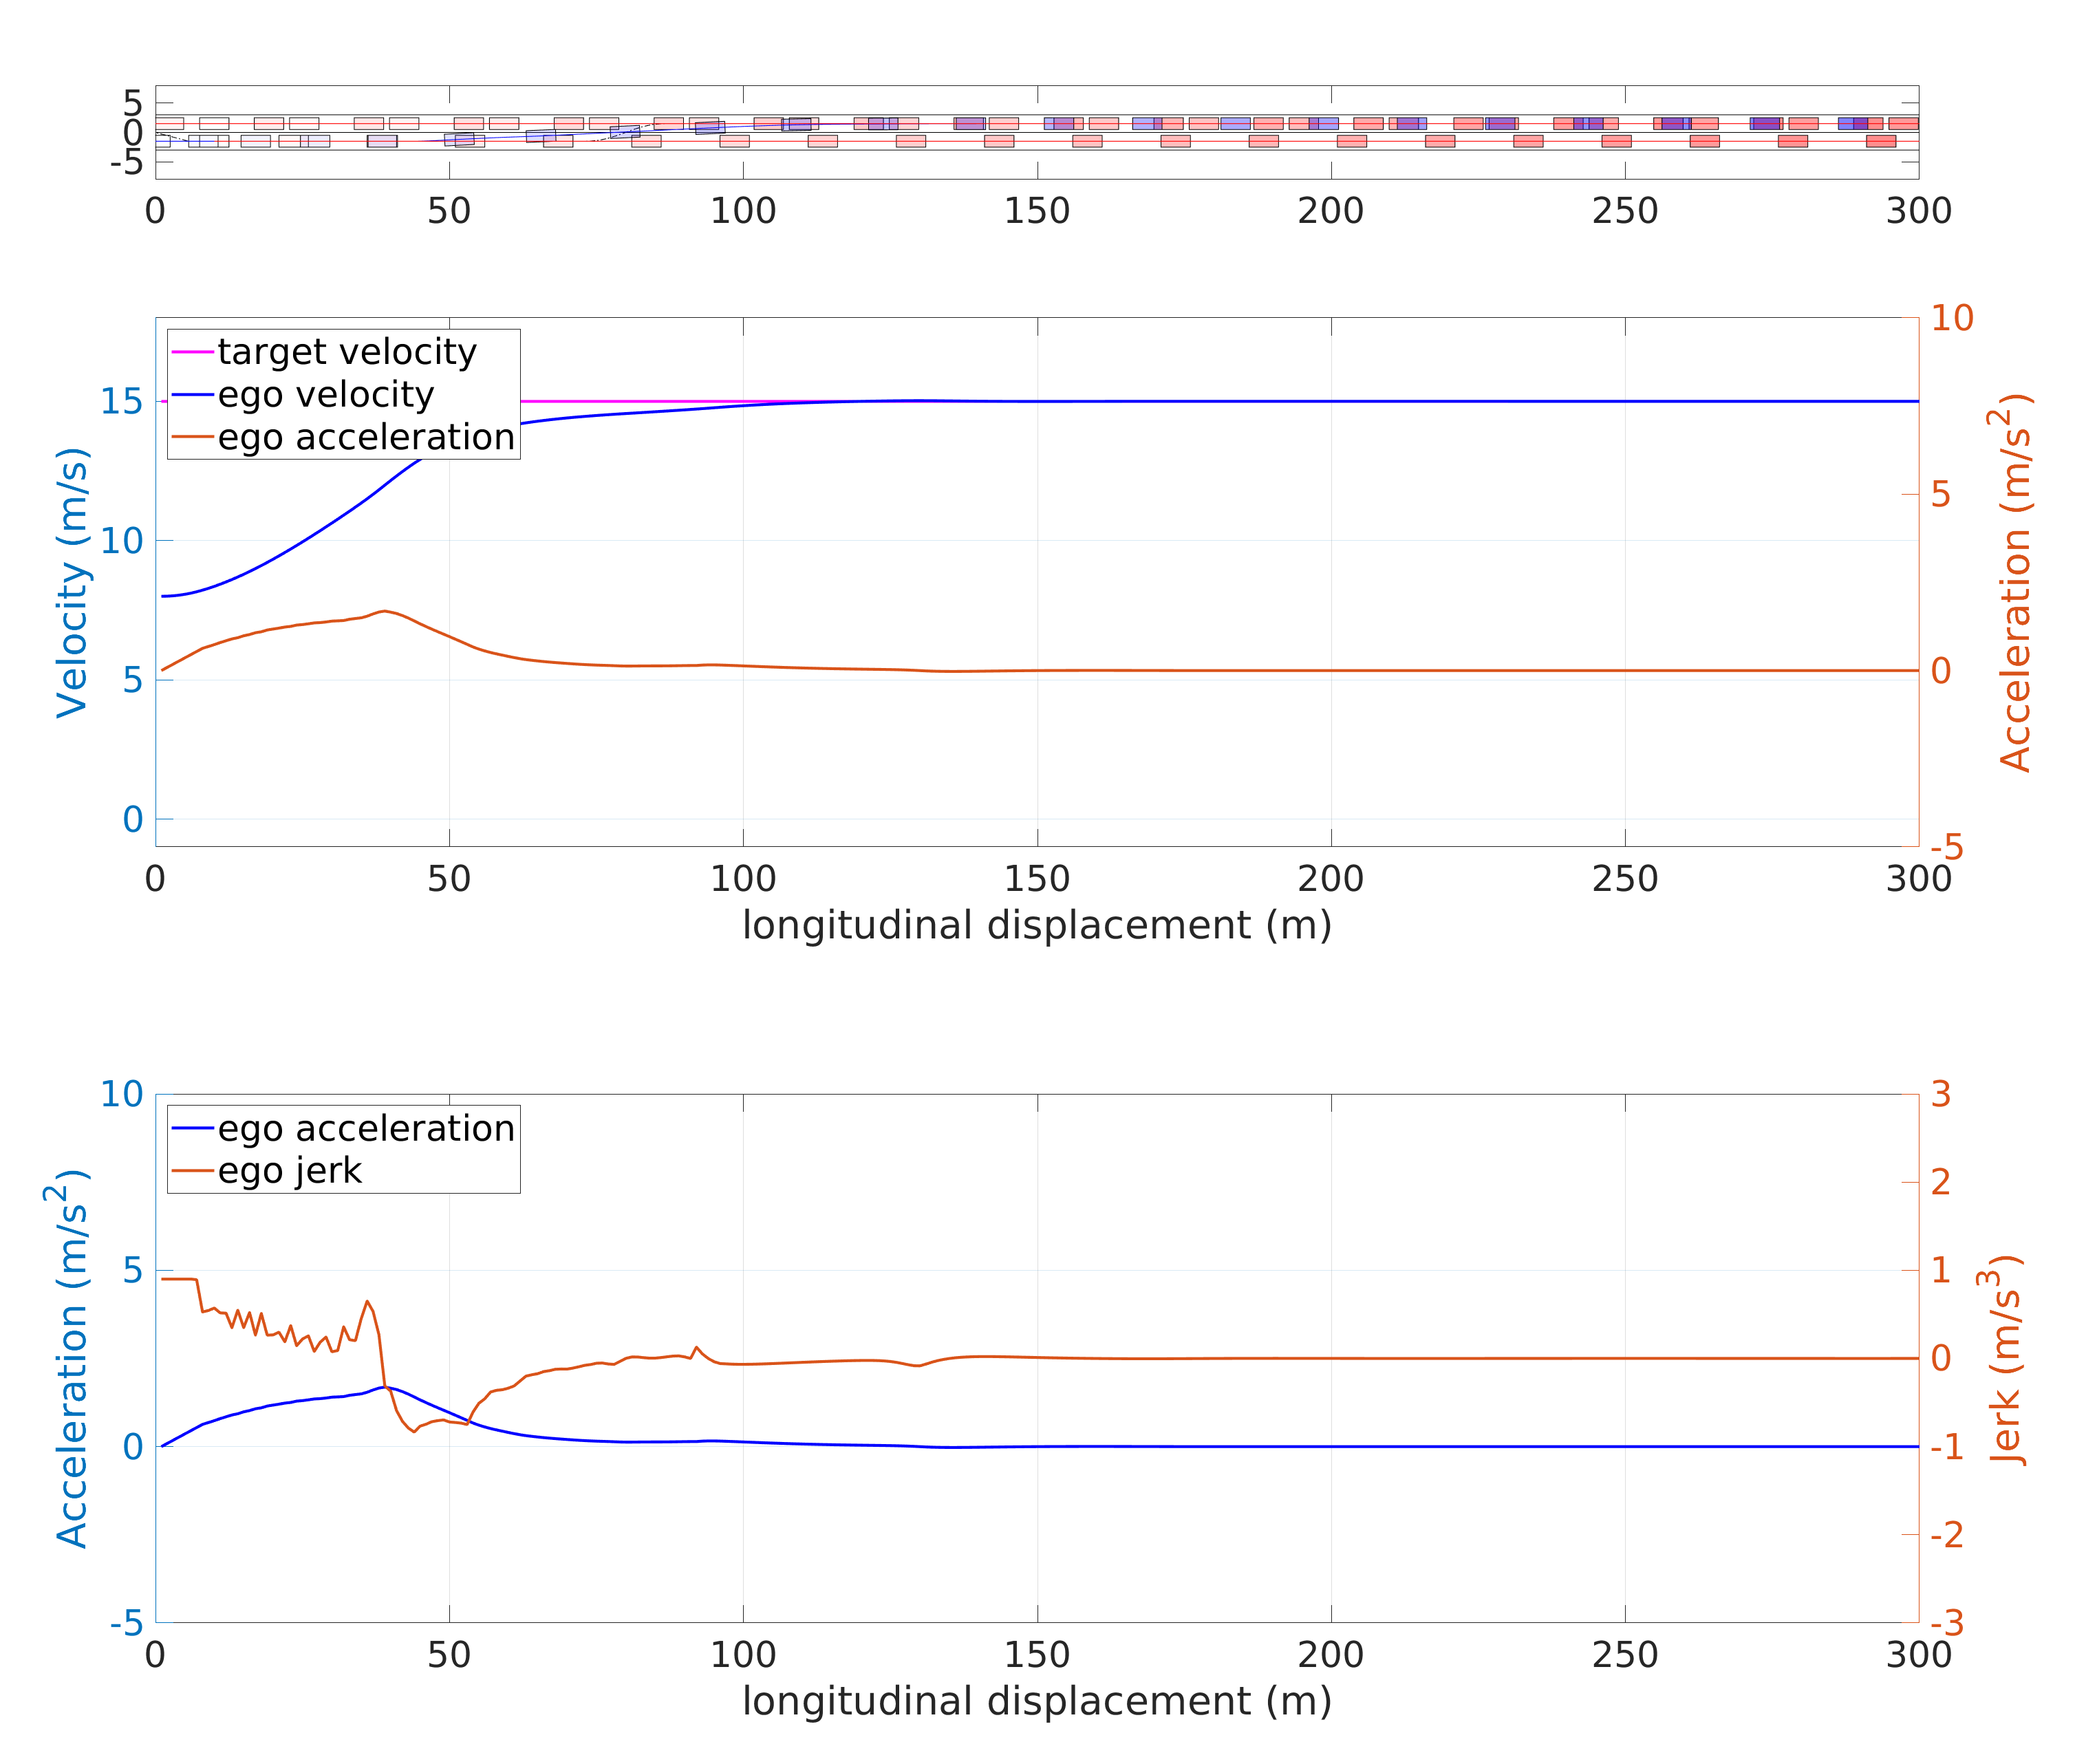 5
0
-5
0 50 100 150 200 250 300
target velocity
ego velocity
ego acceleration
Velocity (m/s)
15
10
5
0
Acceleration (m/s²)
10
5
0
-5
0 50 100 150 200 250 300
longitudinal displacement (m)
ego acceleration
ego jerk
Acceleration (m/s²)
10
5
0
-5
Jerk (m/s³)
3
2
1
0
-1
-2
-3
0 50 100 150 200 250 300
longitudinal displacement (m)